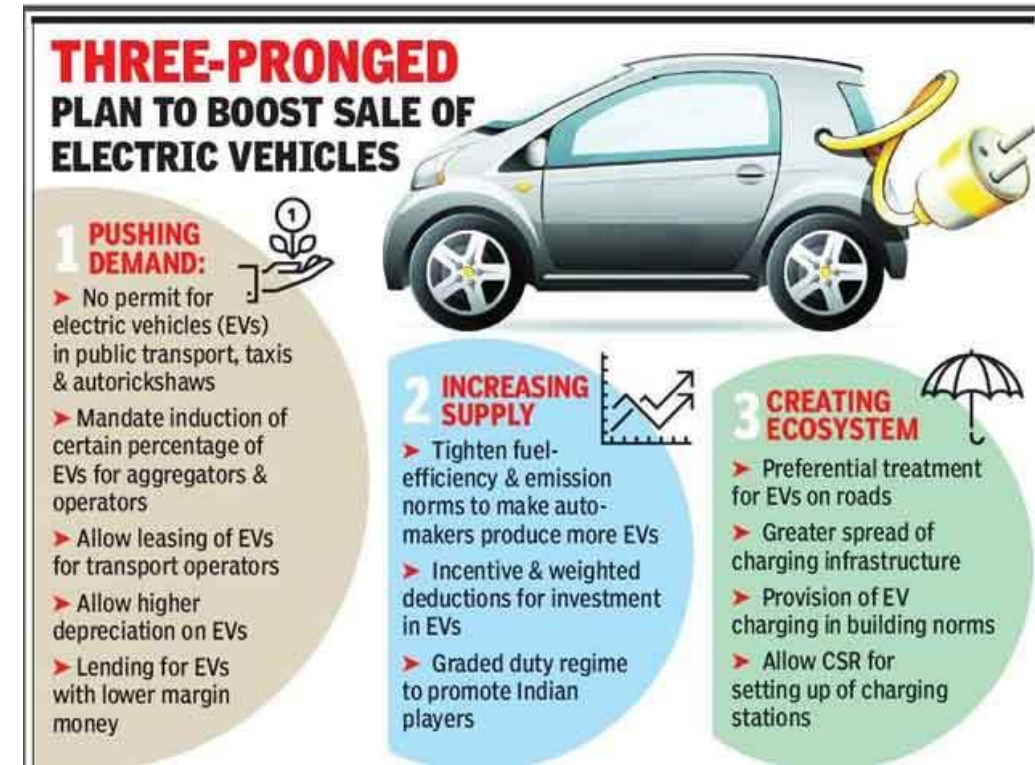 THREE-PRONGED
PLAN TO BOOST SALE OF
ELECTRIC VEHICLES
1 PUSHING
DEMAND:
1
➤ No permit for
electric vehicles (EVs)
in public transport, taxis
& autorickshaws
➤ Mandate induction of
certain percentage of
EVs for aggregators &
operators
➤ Allow leasing of EVs
for transport operators
➤ Allow higher
depreciation on EVs
➤ Lending for EVs
with lower margin
money
2 INCREASING
SUPPLY
➤ Tighten fuel-
efficiency & emission
norms to make auto-
makers produce more EVs
➤ Incentive & weighted
deductions for investment
in EVs
➤ Graded duty regime
to promote Indian
players
3 CREATING
ECOSYSTEM
➤ Preferential treatment
for EVs on roads
➤ Greater spread of
charging infrastructure
➤ Provision of EV
charging in building norms
➤ Allow CSR for
setting up of charging
stations